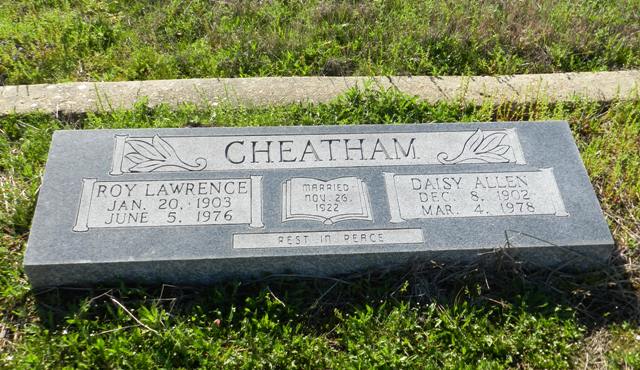 CHEATHAM
ROY LAWRENCE
JAN. 20, 1903
JUNE 5, 1976
MARRIED
NOV. 26,
1922
DAISY ALLEN
DEC. 8, 1902
MAR. 4, 1978
REST IN PEACE